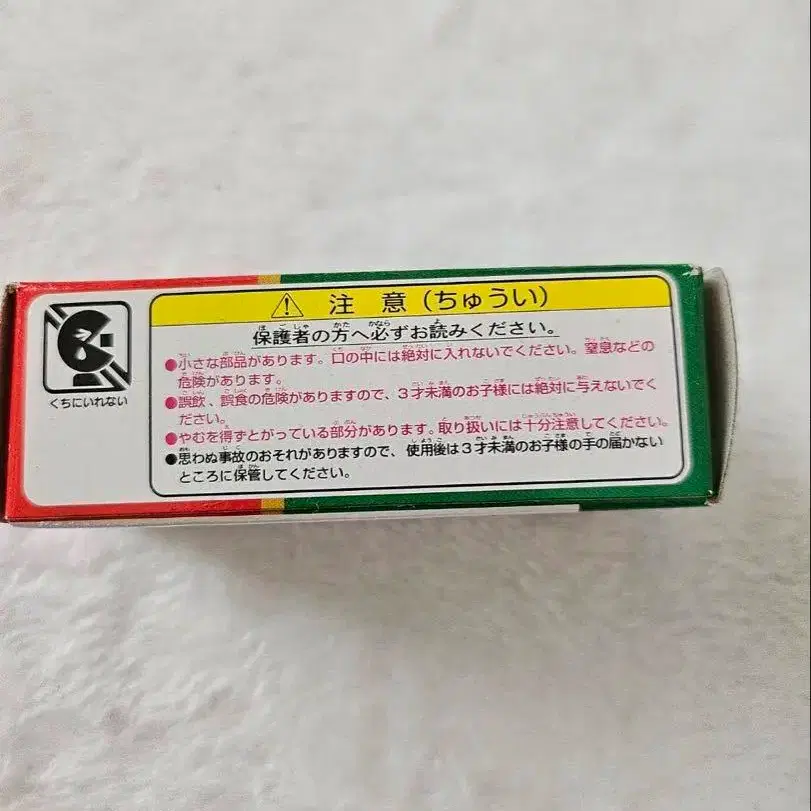 ⚠ 注 意(ちゅうい)
保護者の方へ必ずお読みください。
●小さな部品があります。口の中には絶対に入れないでください。窒息などの
危険があります。
●誤飲、誤食の危険がありますので、3才未満のお子様には絶対に与えないでく
ださい。
●やむを得ずとがっている部分があります。取り扱いには十分注意してください。
●思わぬ事故のおそれがありますので、使用後は3才未満のお子様の手の届かない
ところに保管してください。
くちにいれない